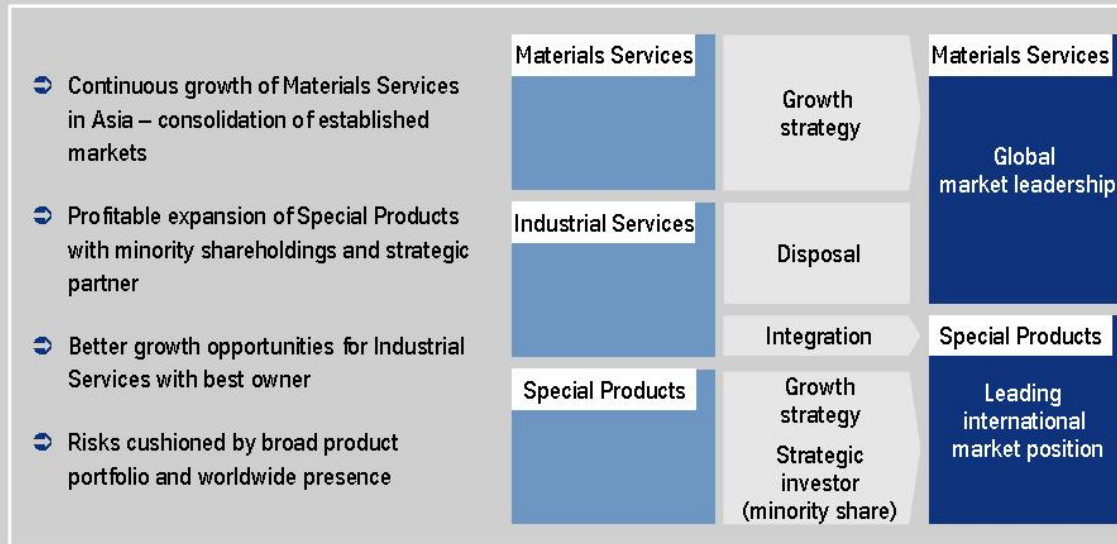 Continuous growth of Materials Services
in Asia – consolidation of established
markets
Profitable expansion of Special Products
with minority shareholdings and strategic
partner
Better growth opportunities for Industrial
Services with best owner
Risks cushioned by broad product
portfolio and worldwide presence
Materials Services
Industrial Services
Special Products
Growth
strategy
Disposal
Integration
Growth
strategy
Strategic
investor
(minority share)
Materials Services
Global
market leadership
Special Products
Leading
international
market position